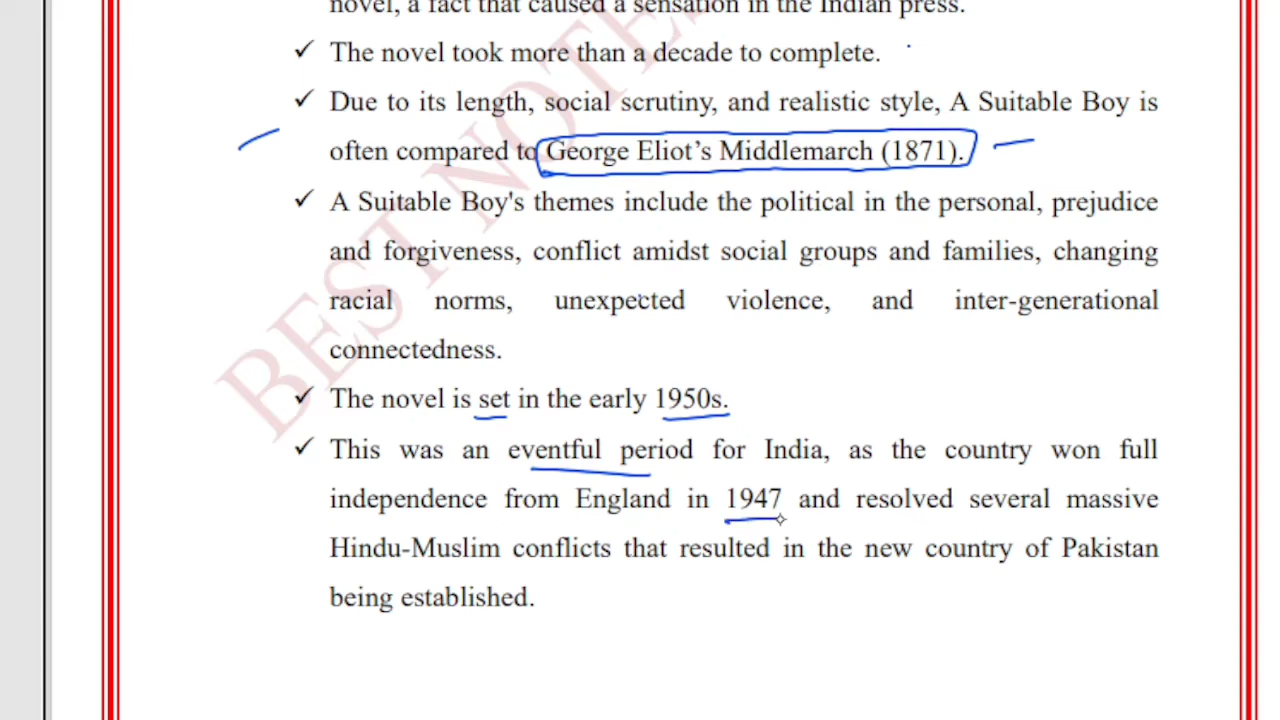 novel, a fact that caused a sensation in the Indian press.
✓ The novel took more than a decade to complete.
✓ Due to its length, social scrutiny, and realistic style, A Suitable Boy is
often compared to George Eliot’s Middlemarch (1871).
✓ A Suitable Boy's themes include the political in the personal, prejudice
and forgiveness, conflict amidst social groups and families, changing
racial norms, unexpected violence, and inter-generational
connectedness.
✓ The novel is set in the early 1950s.
✓ This was an eventful period for India, as the country won full
independence from England in 1947 and resolved several massive
Hindu-Muslim conflicts that resulted in the new country of Pakistan
being established.
BEST NOTES